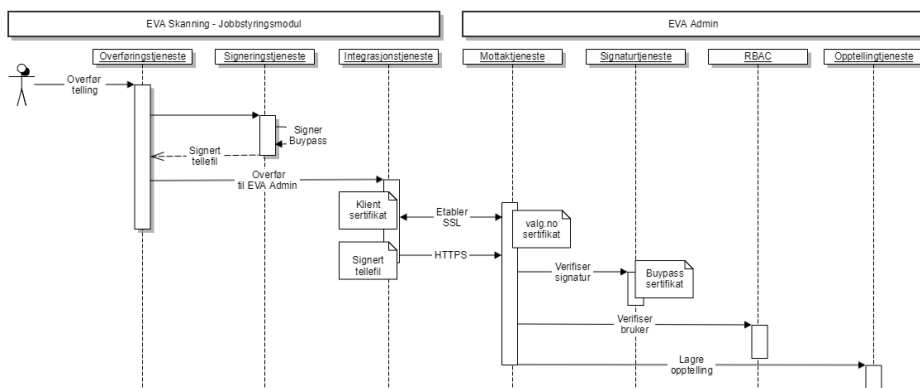 EVA Skanning - Jobbstyringsmodul
EVA Admin
Overføringstjeneste
Signeringstjeneste
Integrasjonstjeneste
Mottaktjeneste
Signaturtjeneste
RBAC
Opptellingtjeneste
Overfør
telling
Signer
Buypass
Signert
tellefil
Overfør
til EVA Admin
Klient
sertifikat
Etabler
SSL
valg.no
sertifikat
Signert
tellefil
HTTPS
Verifiser
signatur
Buypass
sertifikat
Verifiser
bruker
Lagre
opptelling